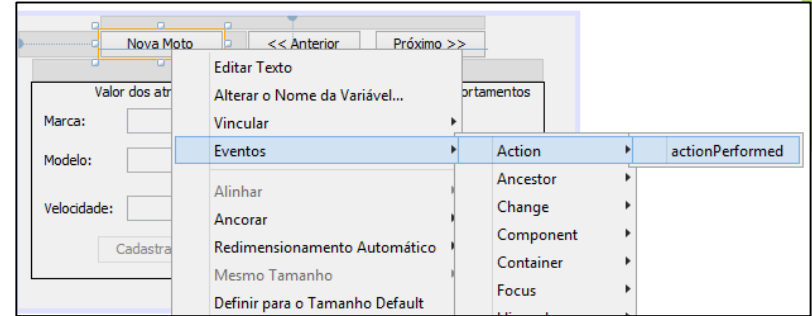 Nova Moto << Anterior Próximo >>
Editar Texto
Valor dos atr ortamentos
Alterar o Nome da Variável...
Marca:
Vincular
Eventos Action actionPerformed
Modelo:
Ancestor
Alinhar
Change
Velocidade:
Ancorar
Component
Cadastra Redimensionamento Automático
Container
Mesmo Tamanho
Focus
Definir para o Tamanho Default